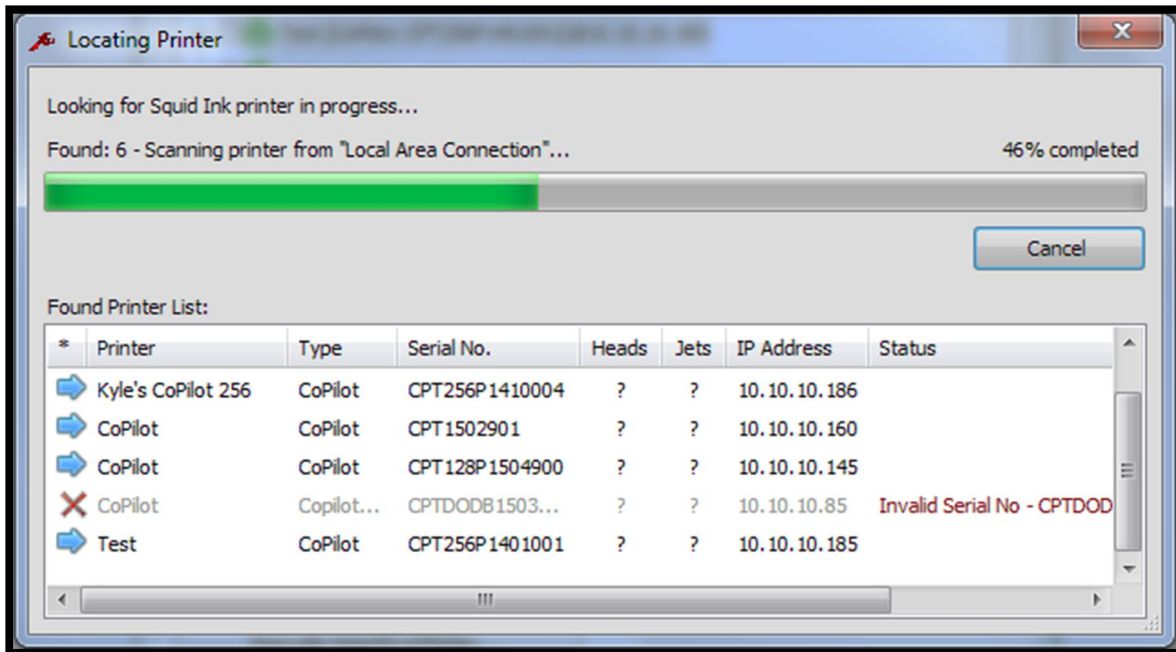 Locating Printer
Looking for Squid Ink printer in progress...
Found: 6 - Scanning printer from "Local Area Connection"...
46% completed
Cancel
Found Printer List:
* Printer Type Serial No. Heads Jets IP Address Status
Kyle's CoPilot 256 CoPilot CPT256P1410004 ? ? 10.10.10.186
CoPilot CoPilot CPT1502901 ? ? 10.10.10.160
CoPilot CoPilot CPT128P1504900 ? ? 10.10.10.145
CoPilot Copilot... CPTDODB1503... ? ? 10.10.10.85 Invalid Serial No - CPTDOD
Test CoPilot CPT256P1401001 ? ? 10.10.10.185